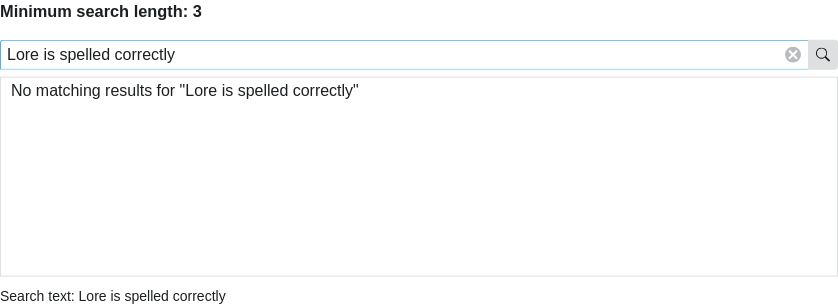 Minimum search length: 3
Lore is spelled correctly
No matching results for "Lore is spelled correctly"
Search text: Lore is spelled correctly